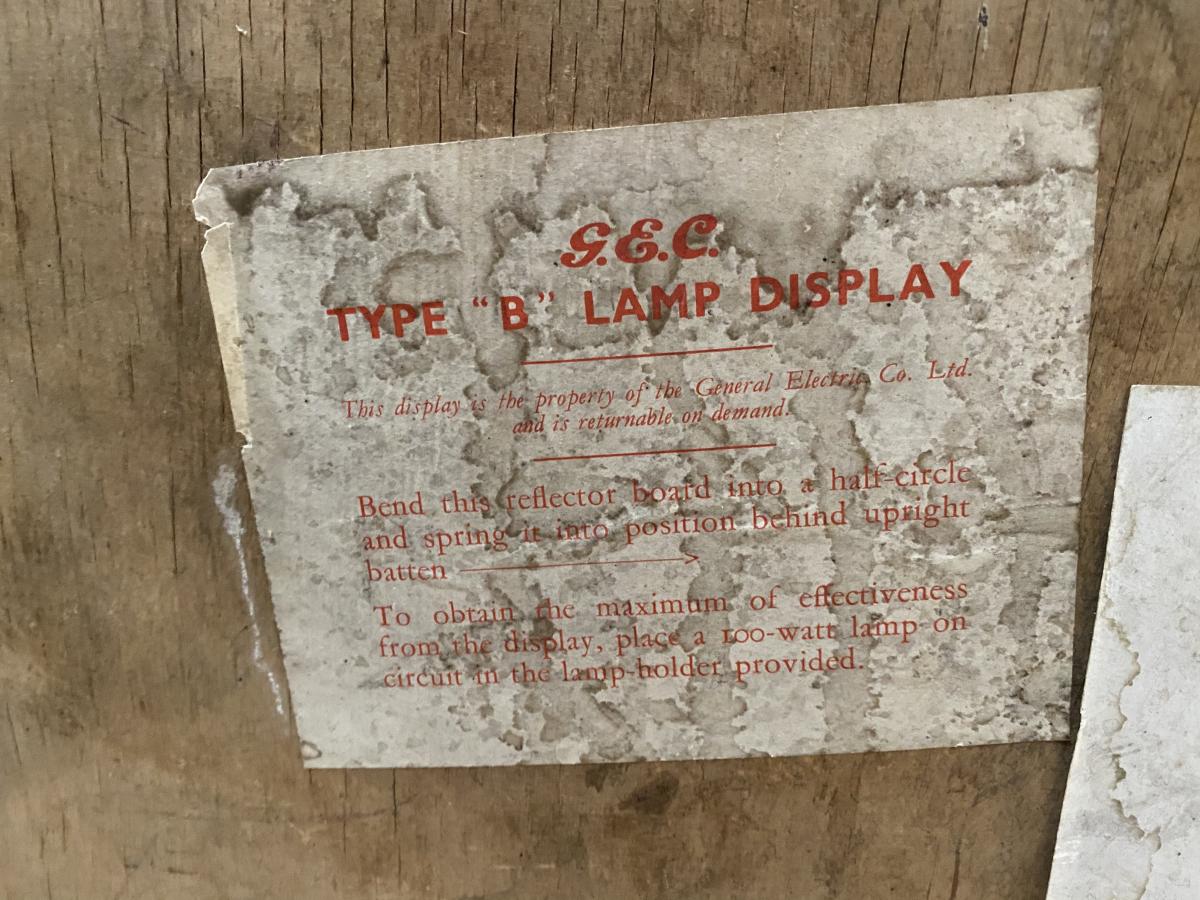 G.E.C.
TYPE "B" LAMP DISPLAY
This display is the property of the General Electric Co. Ltd.
and is returnable on demand.
Bend this reflector board into a half-circle
and spring it into position behind upright
batten
To obtain the maximum of effectiveness
from the display, place a 100-watt lamp on
circuit in the lamp-holder provided.